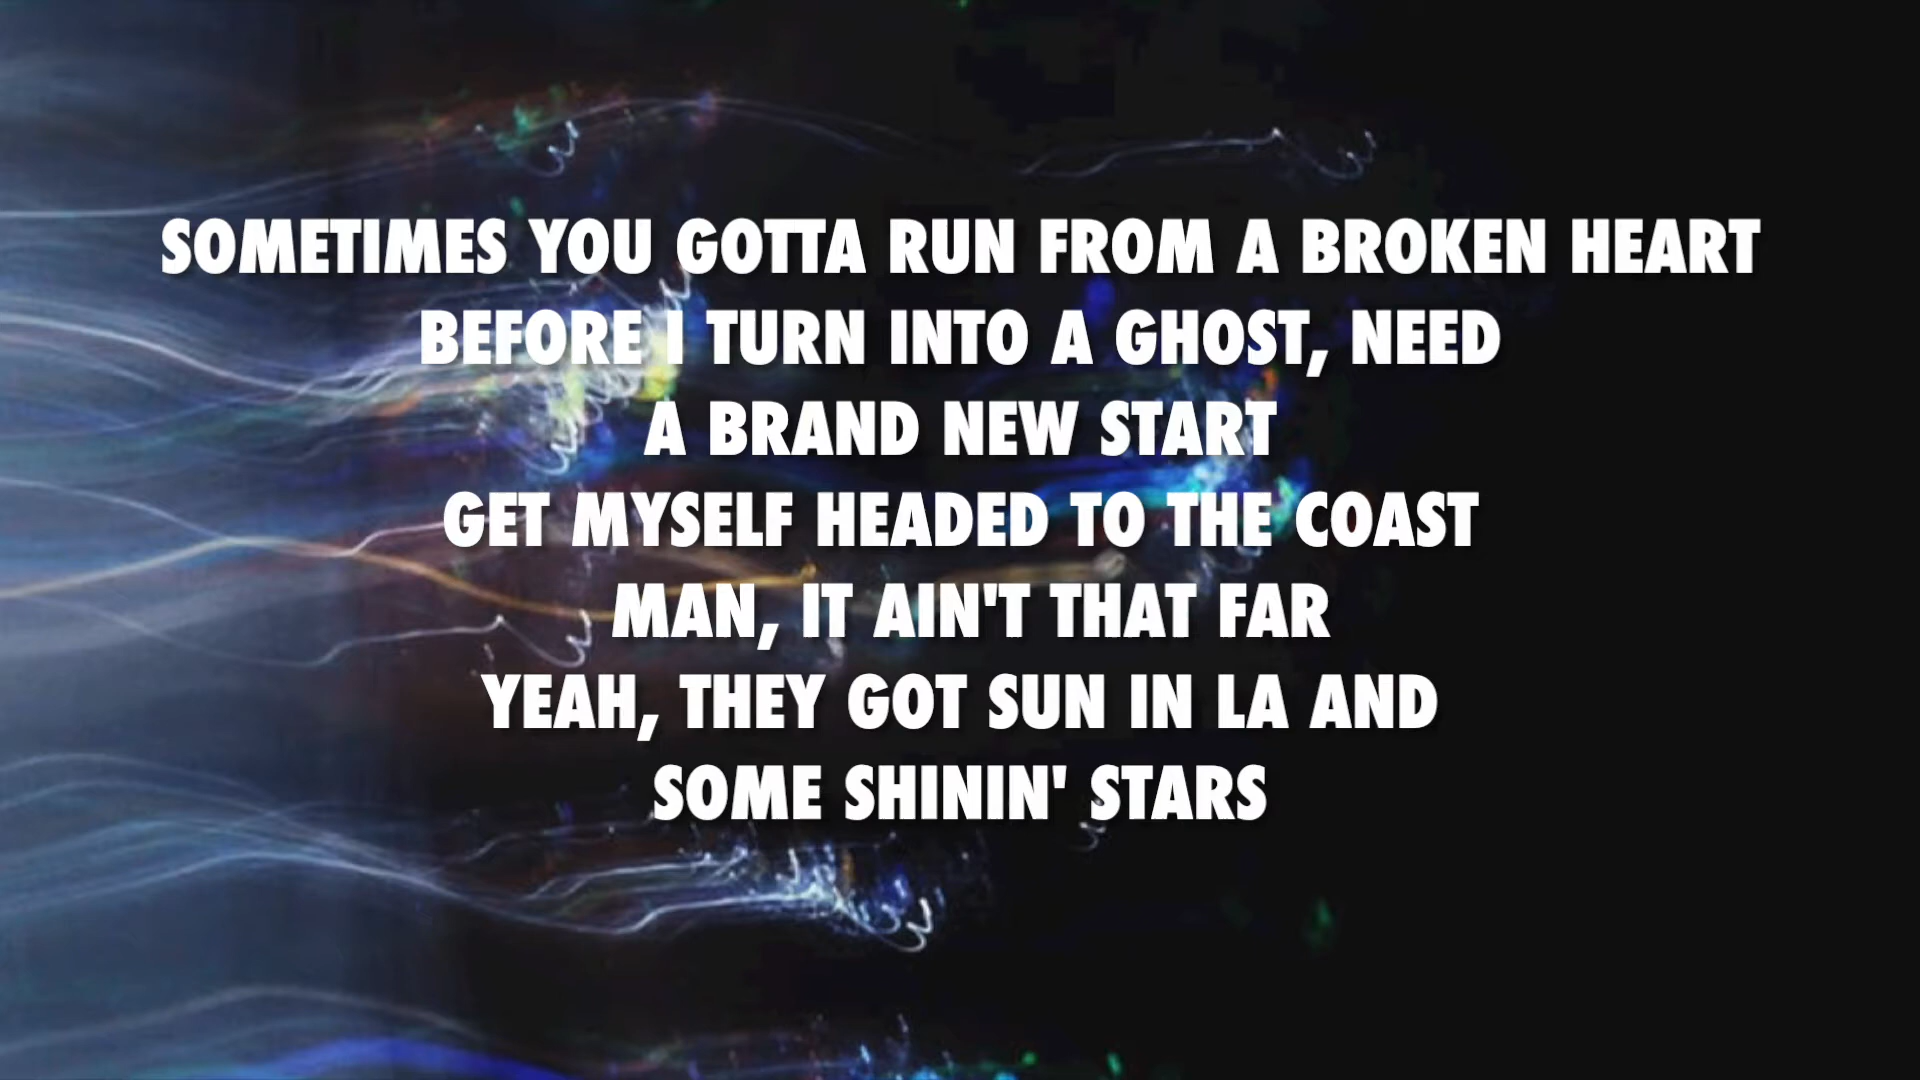 SOMETIMES YOU GOTTA RUN FROM A BROKEN HEART
BEFORE I TURN INTO A GHOST, NEED
A BRAND NEW START
GET MYSELF HEADED TO THE COAST
MAN, IT AIN'T THAT FAR
YEAH, THEY GOT SUN IN LA AND
SOME SHININ' STARS